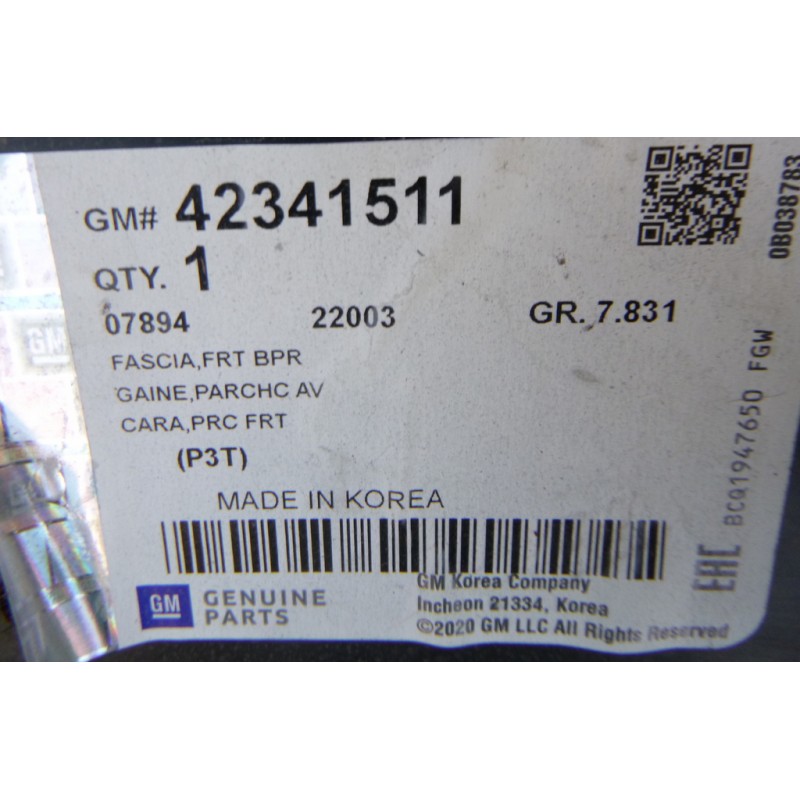 GM# 42341511
QTY. 1
07894 22003 GR. 7.831
FASCIA,FRT BPR
GAINE,PARCHC AV
CARA,PRC FRT
(P3T)
MADE IN KOREA
GM GENUINE PARTS
GM Korea Company
Incheon 21334, Korea
©2020 GM LLC All Rights Reserved
0B038783
BCQ1947650 FGW
EAC
GM